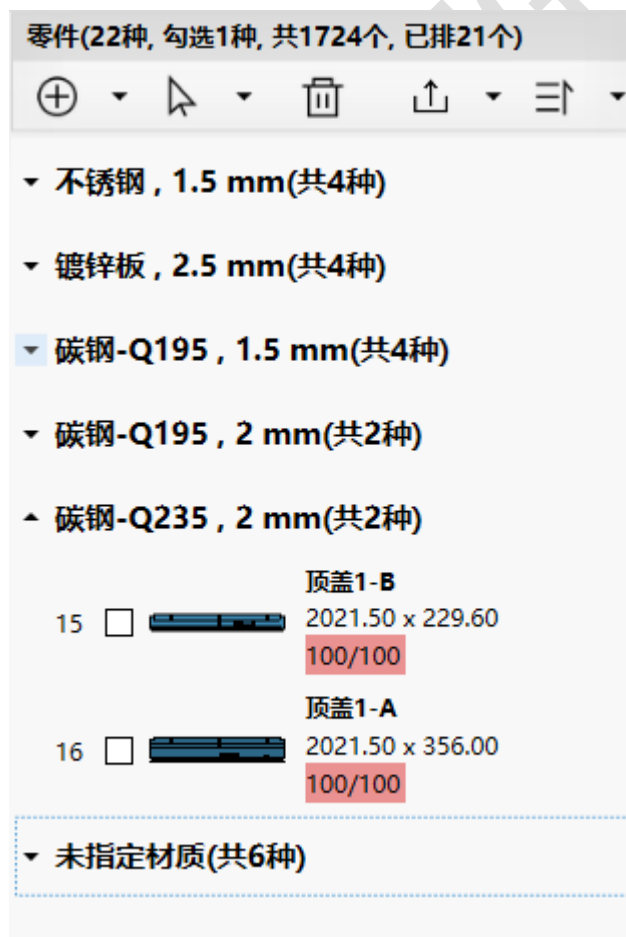 零件(22种, 勾选1种, 共1724个, 已排21个)
不锈钢 , 1.5 mm(共4种)
镀锌板 , 2.5 mm(共4种)
碳钢-Q195 , 1.5 mm(共4种)
碳钢-Q195 , 2 mm(共2种)
碳钢-Q235 , 2 mm(共2种)
顶盖1-B
15 2021.50 x 229.60
100/100
顶盖1-A
16 2021.50 x 356.00
100/100
未指定材质(共6种)